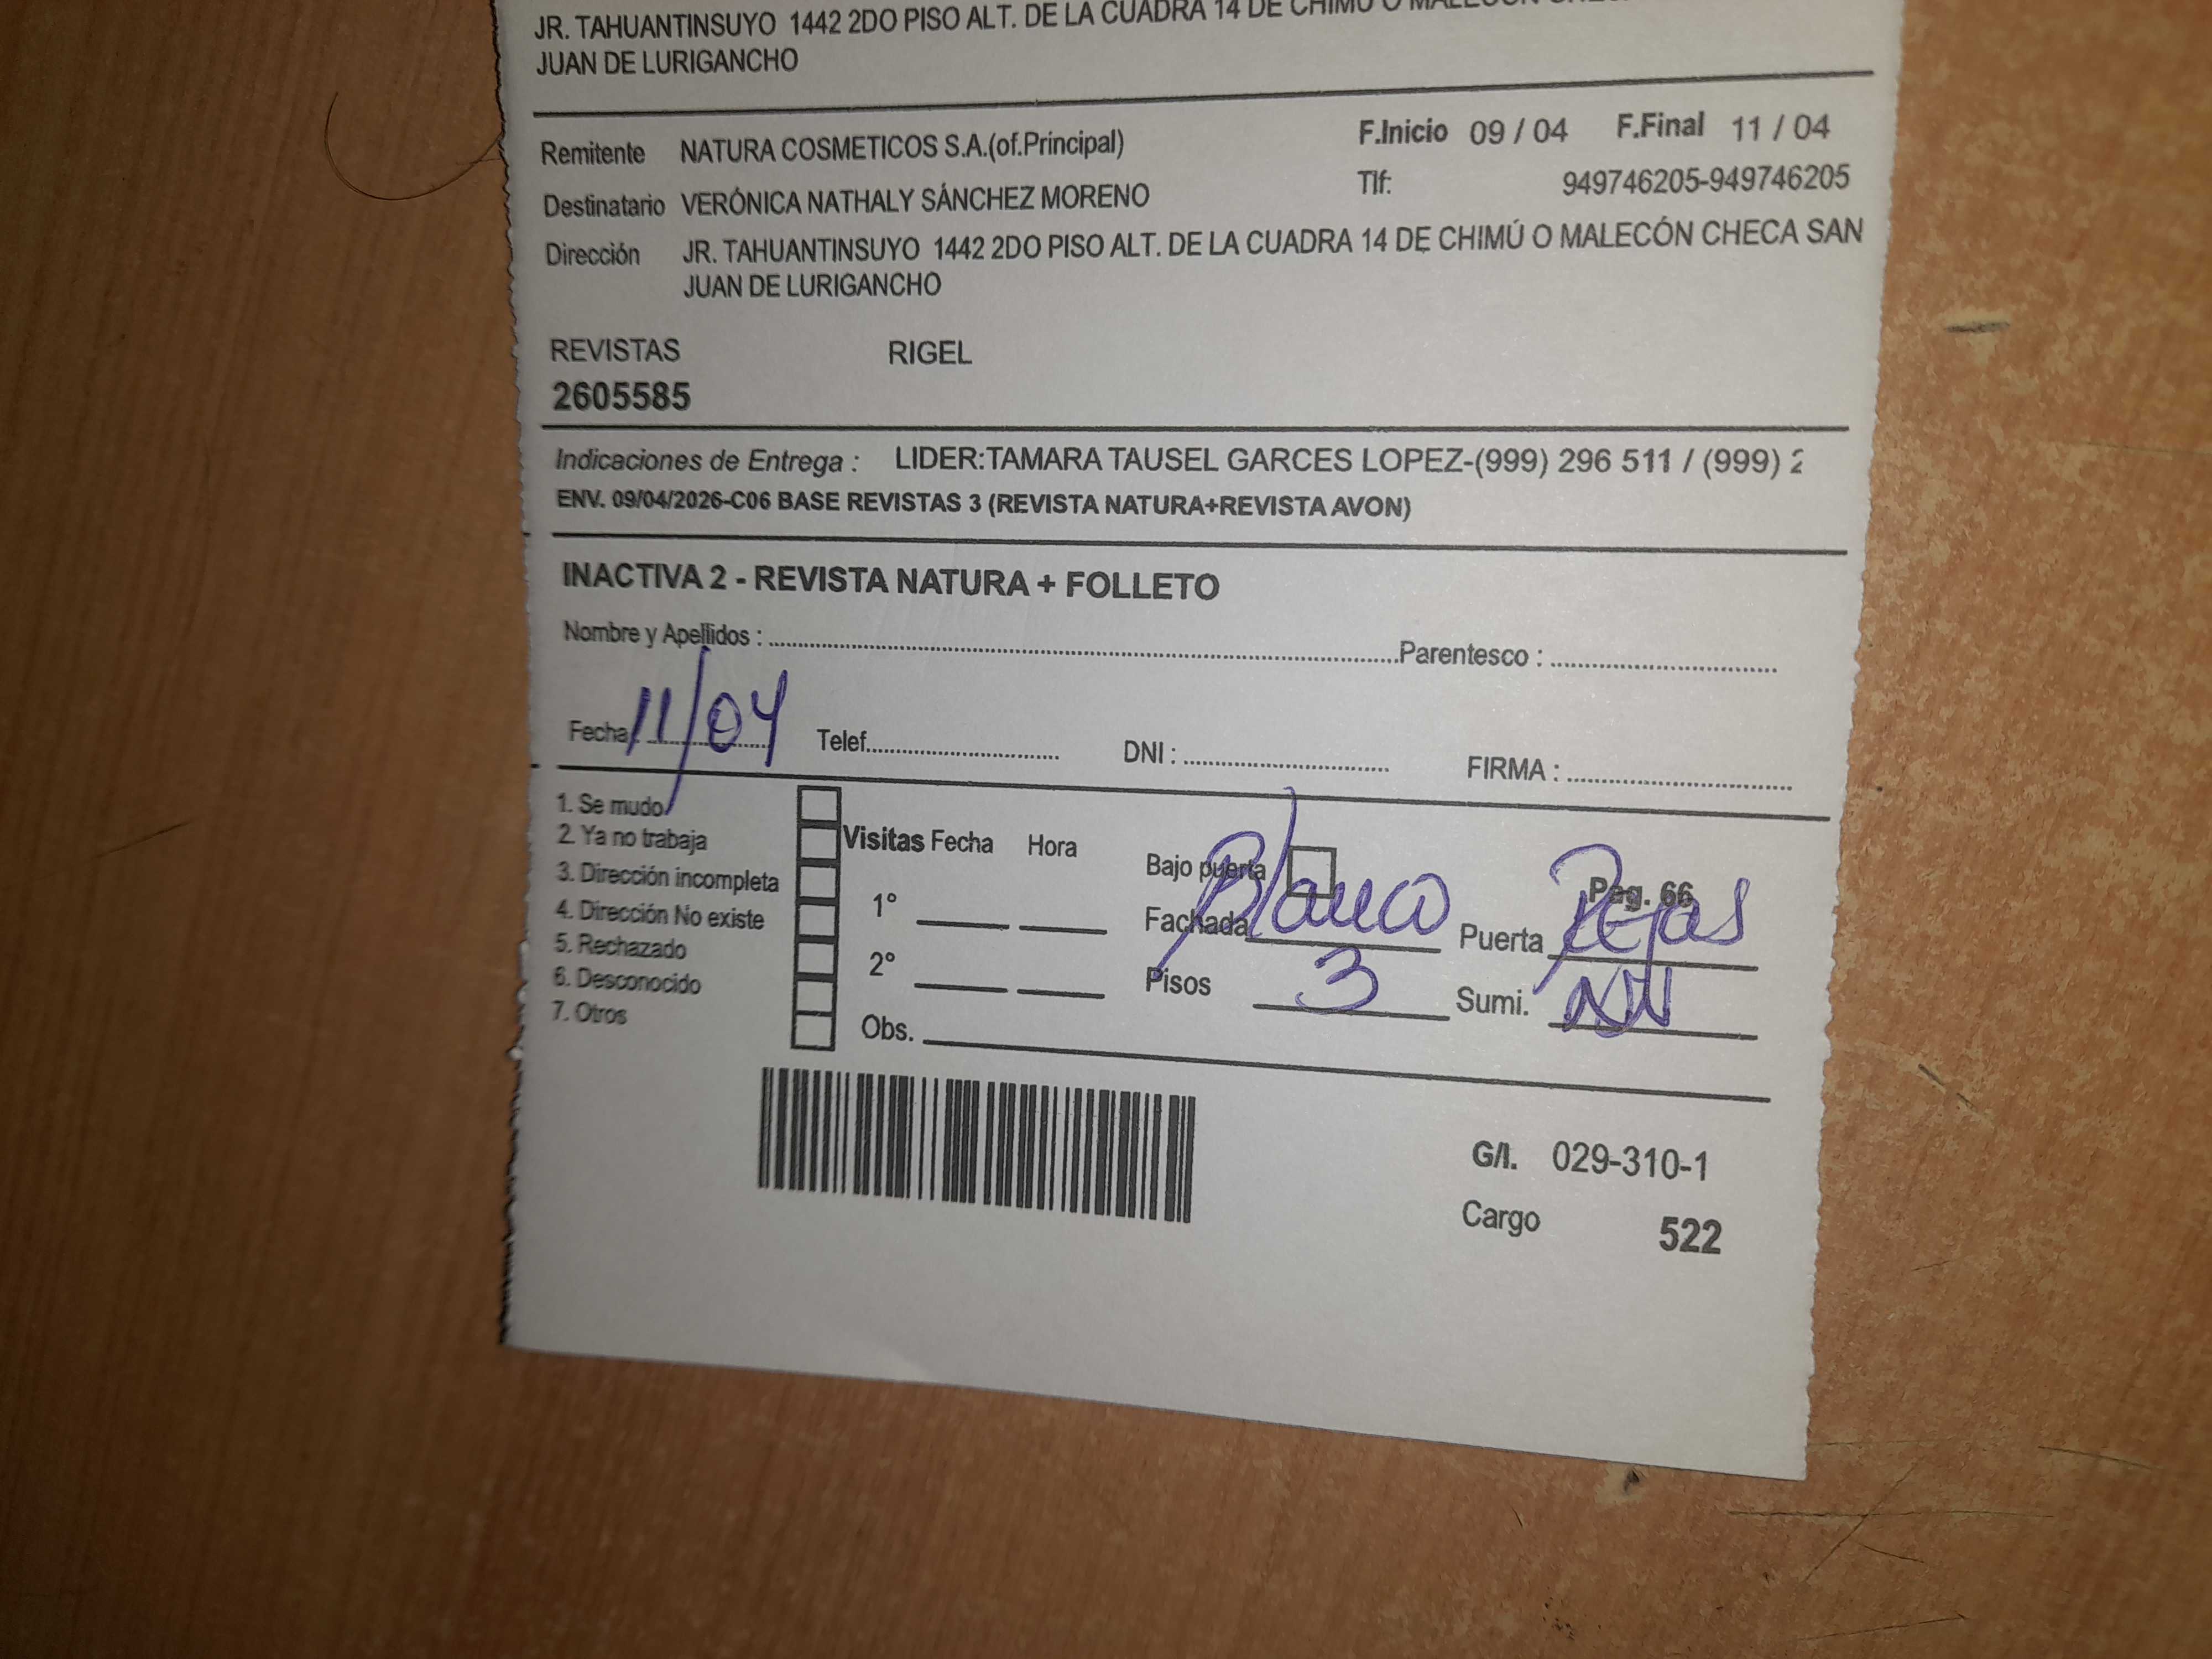 JR. TAHUANTINSUYO 1442 2DO PISO ALT. DE LA CUADRA 14 DE CHIMÚ O MALECÓN
JUAN DE LURIGANCHO
Remitente NATURA COSMETICOS S.A.(of.Principal) F.Inicio 09 / 04 F.Final 11 / 04
Destinatario VERÓNICA NATHALY SÁNCHEZ MORENO Tlf: 949746205-949746205
Dirección JR. TAHUANTINSUYO 1442 2DO PISO ALT. DE LA CUADRA 14 DE CHIMÚ O MALECÓN CHECA SAN
JUAN DE LURIGANCHO
REVISTAS RIGEL
2605585
Indicaciones de Entrega : LIDER:TAMARA TAUSEL GARCES LOPEZ-(999) 296 511 / (999) 2
ENV. 09/04/2026-C06 BASE REVISTAS 3 (REVISTA NATURA+REVISTA AVON)
INACTIVA 2 - REVISTA NATURA + FOLLETO
Nombre y Apellidos : Parentesco :
Fecha 11/04 Telef. DNI : FIRMA :
1. Se mudo
2. Ya no trabaja
3. Dirección incompleta
4. Dirección No existe
5. Rechazado
6. Desconocido
7. Otros
Visitas Fecha Hora
1°
2°
Obs.
Bajo puerta Pag. 66
Fachada Blanco Puerta Rejas
Pisos 3 Sumi.
G/I. 029-310-1
Cargo 522